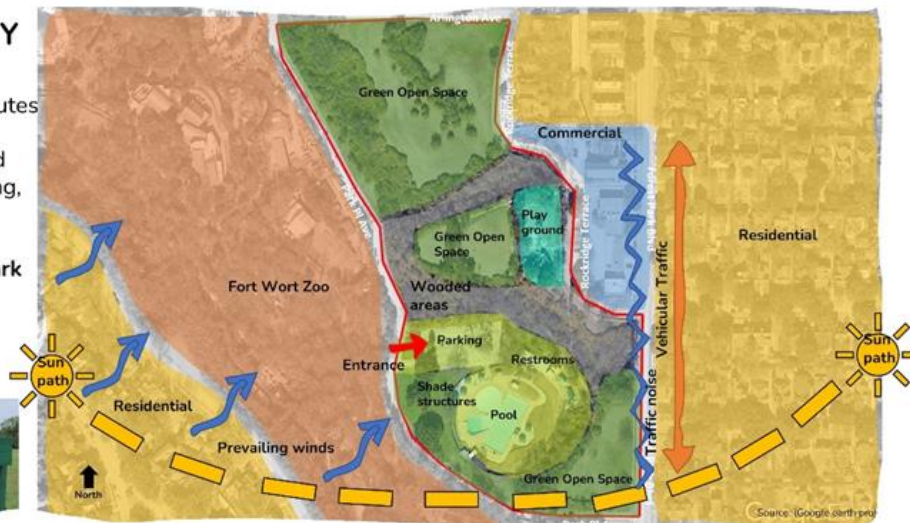 Y
utes
d
ng,
ark
Arlington Ave
Green Open Space
Commercial
Park Pl Ave
Play
ground
Rockridge Terrace
Green Open
Space
Residential
Fort Wort Zoo
Wooded
areas
Vehicular Traffic
Entrance
Parking
Restrooms
Sun
path
Sun
path
Shade
structures
Pool
Residential
Traffic noise
Prevailing winds
Green Open Space
North
Source: (Google earth pro)